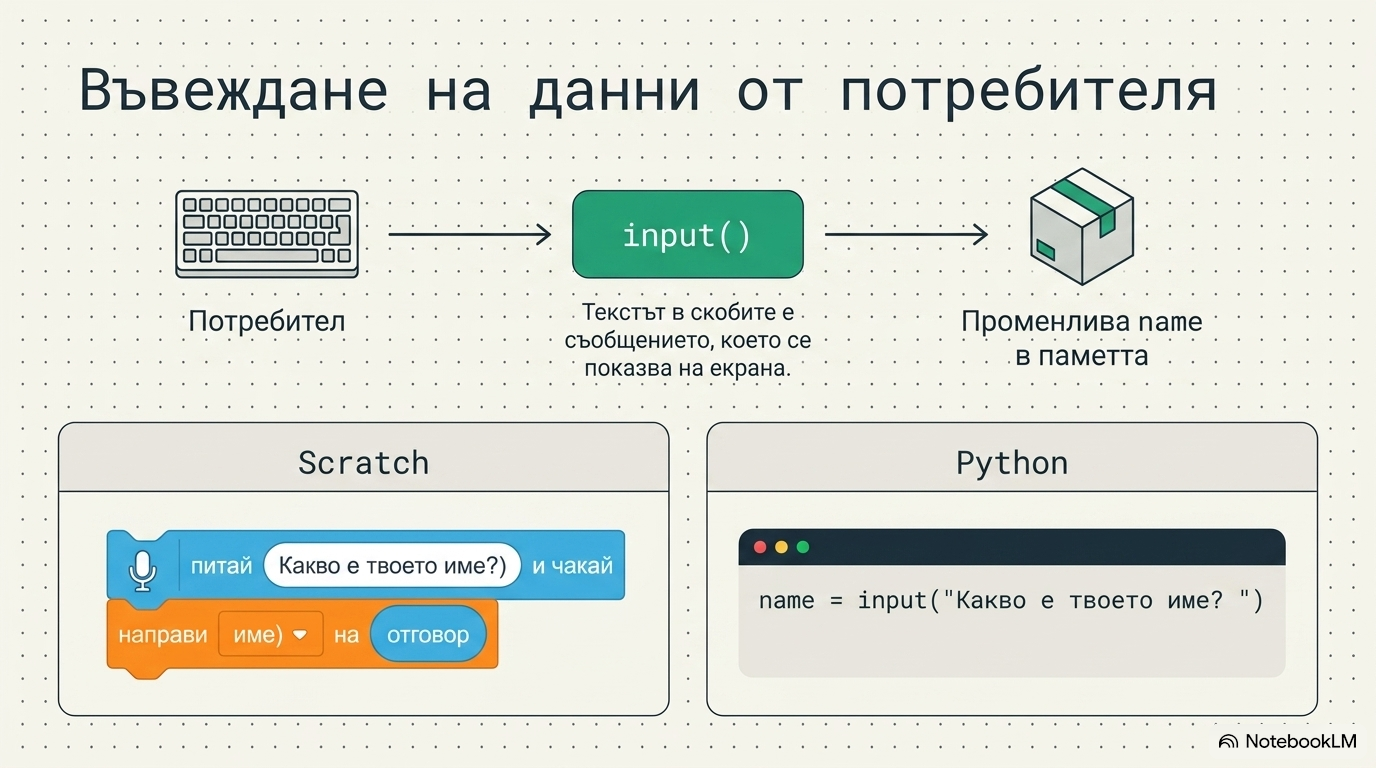 Въвеждане на данни от потребителя
input()
Потребител
Текстът в скобите е
съобщението, което се
показва на екрана.
Променлива name
в паметта
Scratch
питай Какво е твоето име?) и чакай
направи име) на отговор
Python
name = input("Какво е твоето име? ")
NotebookLM